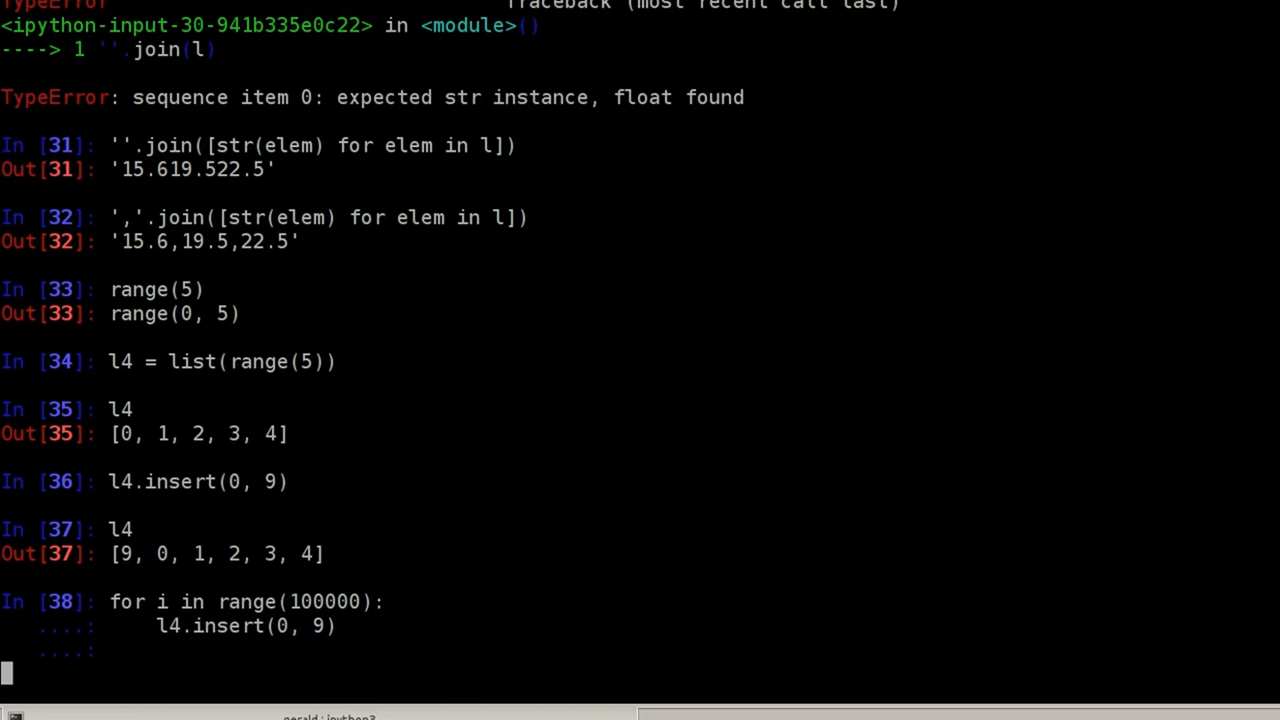 TypeError                                 Traceback (most recent call last)
<ipython-input-30-941b335e0c22> in <module>()
----> 1 ''.join(l)
TypeError: sequence item 0: expected str instance, float found
In [31]: ''.join([str(elem) for elem in l])
Out[31]: '15.619.522.5'
In [32]: ','.join([str(elem) for elem in l])
Out[32]: '15.6,19.5,22.5'
In [33]: range(5)
Out[33]: range(0, 5)
In [34]: l4 = list(range(5))
In [35]: l4
Out[35]: [0, 1, 2, 3, 4]
In [36]: l4.insert(0, 9)
In [37]: l4
Out[37]: [9, 0, 1, 2, 3, 4]
In [38]: for i in range(100000):
   ....:     l4.insert(0, 9)
   ....:
gerald : ipython3